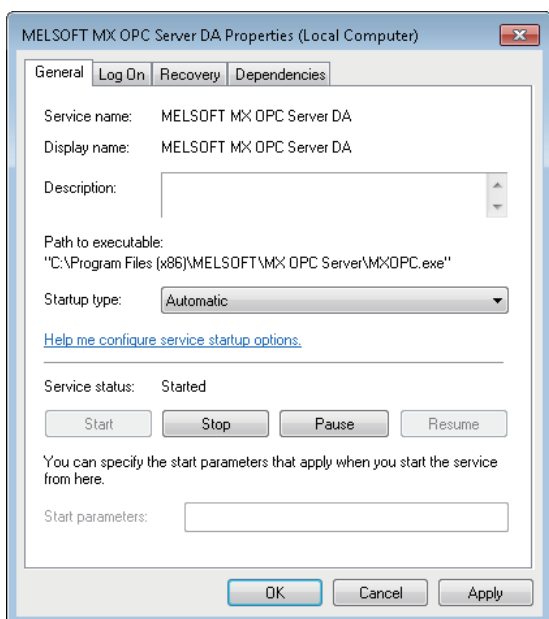 MELSOFT MX OPC Server DA Properties (Local Computer)
General Log On Recovery Dependencies
Service name: MELSOFT MX OPC Server DA
Display name: MELSOFT MX OPC Server DA
Description:
Path to executable:
"C:\Program Files (x86)\MELSOFT\MX OPC Server\MXOPC.exe"
Startup type: Automatic
Help me configure service startup options.
Service status: Started
Start Stop Pause Resume
You can specify the start parameters that apply when you start the service
from here.
Start parameters:
OK Cancel Apply